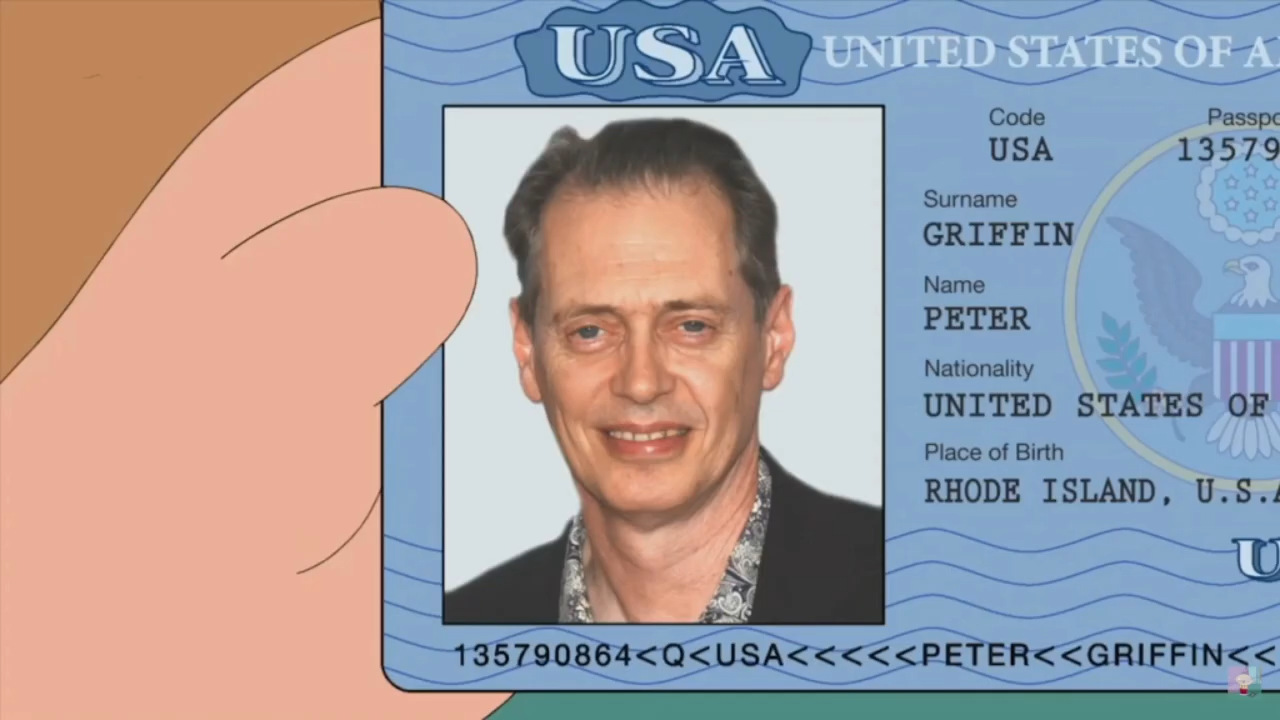 USA
UNITED STATES OF
Code
USA
13579
Surname
GRIFFIN
Name
PETER
Nationality
UNITED STATES OF
Place of Birth
RHODE ISLAND, U.S.
135790864<Q<USA<<<<<PETER<<GRIFFIN<<